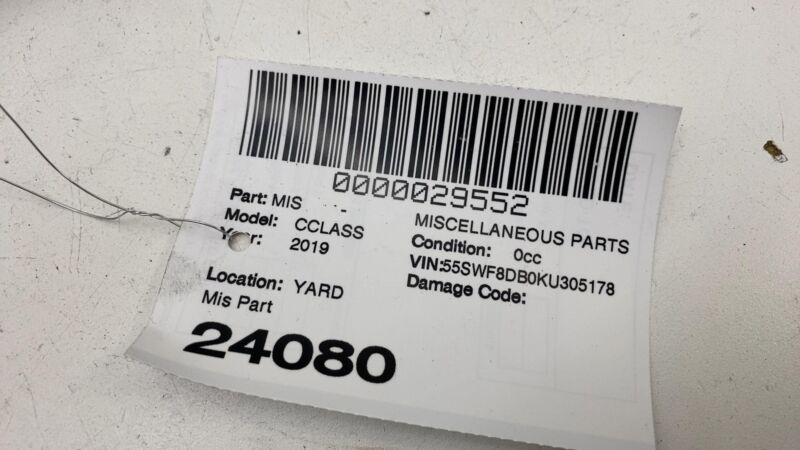 0000029552
Part: MIS - MISCELLANEOUS PARTS
Model: CCLASS Condition: 0cc
Year: 2019 VIN:55SWF8DB0KU305178
Location: YARD Damage Code:
Mis Part
24080